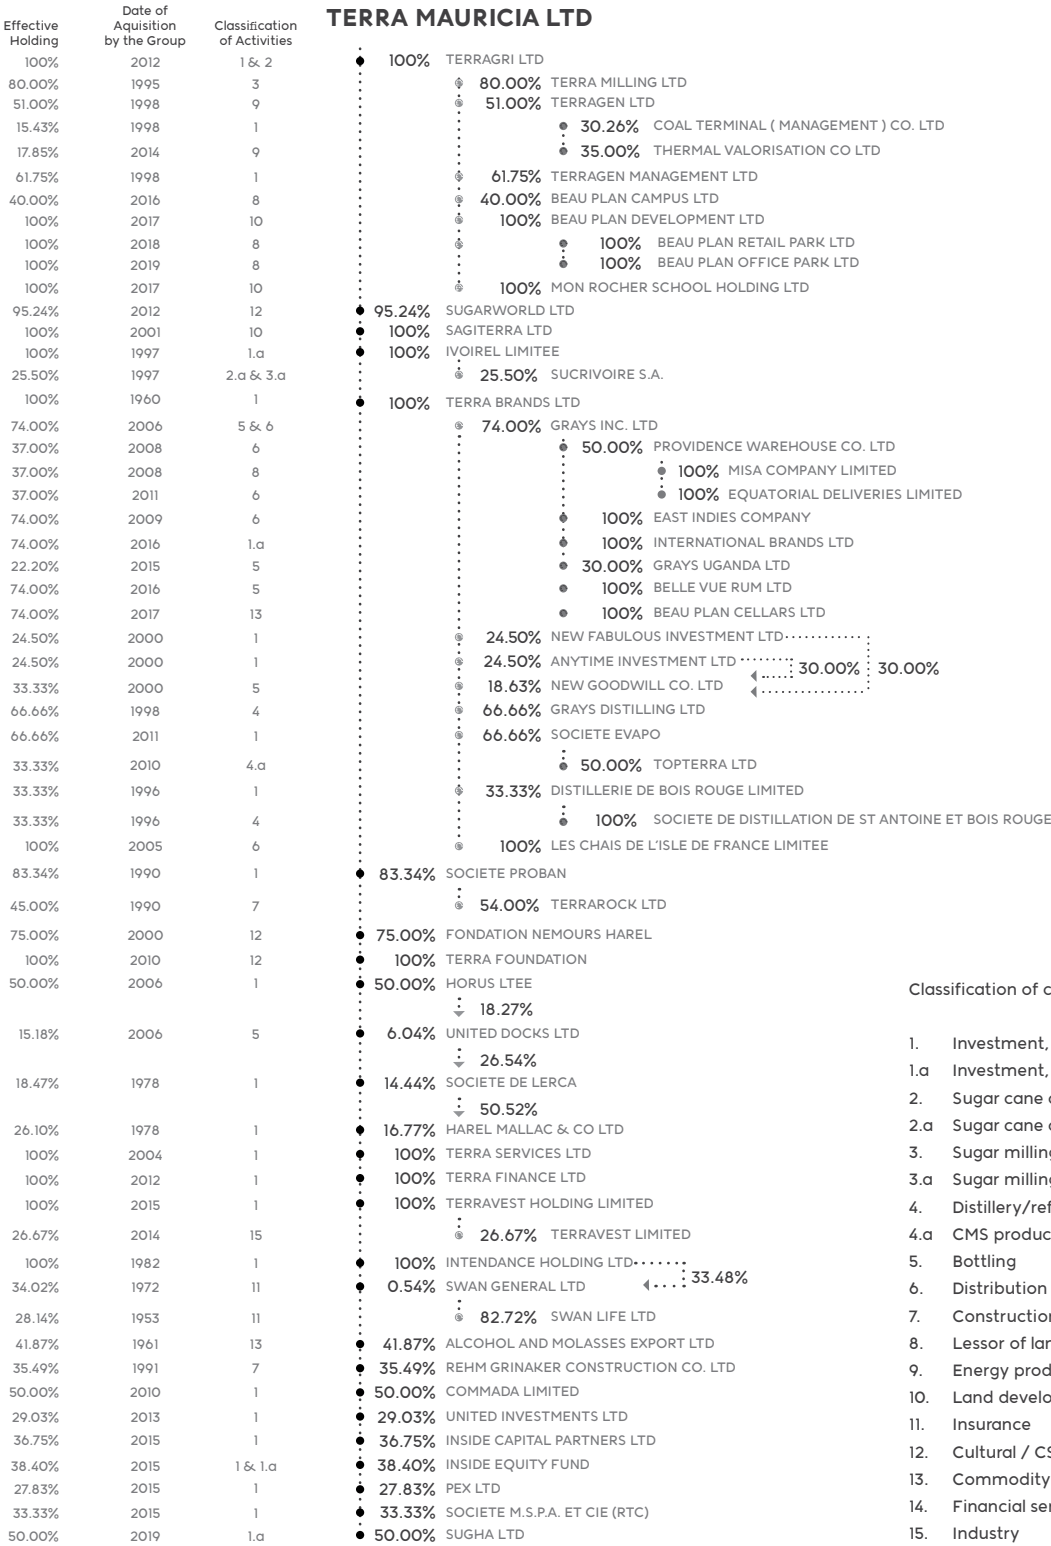 TERRA MAURICIA LTD
Effective Holding
Date of Aquisition by the Group
Classification of Activities
100% 2012 1 & 2 100% TERRAGRI LTD
80.00% 1995 3 80.00% TERRA MILLING LTD
51.00% 1998 9 51.00% TERRAGEN LTD
15.43% 1998 1 30.26% COAL TERMINAL ( MANAGEMENT ) CO. LTD
17.85% 2014 9 35.00% THERMAL VALORISATION CO LTD
61.75% 1998 1 61.75% TERRAGEN MANAGEMENT LTD
40.00% 2016 8 40.00% BEAU PLAN CAMPUS LTD
100% 2017 10 100% BEAU PLAN DEVELOPMENT LTD
100% 2018 8 100% BEAU PLAN RETAIL PARK LTD
100% 2019 8 100% BEAU PLAN OFFICE PARK LTD
100% 2017 10 100% MON ROCHER SCHOOL HOLDING LTD
95.24% 2012 12 95.24% SUGARWORLD LTD
100% 2001 10 100% SAGITERRA LTD
100% 1997 1.a 100% IVOIREL LIMITEE
25.50% 1997 2.a & 3.a 25.50% SUCRIVOIRE S.A.
100% 1960 1 100% TERRA BRANDS LTD
74.00% 2006 5 & 6 74.00% GRAYS INC. LTD
37.00% 2008 6 50.00% PROVIDENCE WAREHOUSE CO. LTD
37.00% 2008 8 100% MISA COMPANY LIMITED
37.00% 2011 6 100% EQUATORIAL DELIVERIES LIMITED
74.00% 2009 6 100% EAST INDIES COMPANY
74.00% 2016 1.a 100% INTERNATIONAL BRANDS LTD
22.20% 2015 5 30.00% GRAYS UGANDA LTD
74.00% 2016 5 100% BELLE VUE RUM LTD
74.00% 2017 13 100% BEAU PLAN CELLARS LTD
24.50% 2000 1 24.50% NEW FABULOUS INVESTMENT LTD
24.50% 2000 1 24.50% ANYTIME INVESTMENT LTD 30.00% 30.00%
33.33% 2000 5 18.63% NEW GOODWILL CO. LTD
66.66% 1998 4 66.66% GRAYS DISTILLING LTD
66.66% 2011 1 66.66% SOCIETE EVAPO
33.33% 2010 4.a 50.00% TOPTERRA LTD
33.33% 1996 1 33.33% DISTILLERIE DE BOIS ROUGE LIMITED
33.33% 1996 4 100% SOCIETE DE DISTILLATION DE ST ANTOINE ET BOIS ROUGE
100% 2005 6 100% LES CHAIS DE L'ISLE DE FRANCE LIMITEE
83.34% 1990 1 83.34% SOCIETE PROBAN
45.00% 1990 7 54.00% TERRAROCK LTD
75.00% 2000 12 75.00% FONDATION NEMOURS HAREL
100% 2010 12 100% TERRA FOUNDATION
50.00% 2006 1 50.00% HORUS LTEE
18.27%
15.18% 2006 5 6.04% UNITED DOCKS LTD
26.54%
18.47% 1978 1 14.44% SOCIETE DE LERCA
50.52%
26.10% 1978 1 16.77% HAREL MALLAC & CO LTD
100% 2004 1 100% TERRA SERVICES LTD
100% 2012 1 100% TERRA FINANCE LTD
100% 2015 1 100% TERRAVEST HOLDING LIMITED
26.67% 2014 15 26.67% TERRAVEST LIMITED
100% 1982 1 100% INTENDANCE HOLDING LTD
33.48%
34.02% 1972 11 0.54% SWAN GENERAL LTD
28.14% 1953 11 82.72% SWAN LIFE LTD
41.87% 1961 13 41.87% ALCOHOL AND MOLASSES EXPORT LTD
35.49% 1991 7 35.49% REHM GRINAKER CONSTRUCTION CO. LTD
50.00% 2010 1 50.00% COMMADA LIMITED
29.03% 2013 1 29.03% UNITED INVESTMENTS LTD
36.75% 2015 1 36.75% INSIDE CAPITAL PARTNERS LTD
38.40% 2015 1 & 1.a 38.40% INSIDE EQUITY FUND
27.83% 2015 1 27.83% PEX LTD
33.33% 2015 1 33.33% SOCIETE M.S.P.A. ET CIE (RTC)
50.00% 2019 1.a 50.00% SUGHA LTD
Classification of
1. Investment,
1.a Investment,
2. Sugar cane
2.a Sugar cane
3. Sugar
3.a Sugar
4.
4.a CMS
5. Bottling
6. Distribution
7.
8. Lessor of
9. Energy
10. Land
11. Insurance
12. Cultural /
13. Commodity
14. Financial
15. Industry